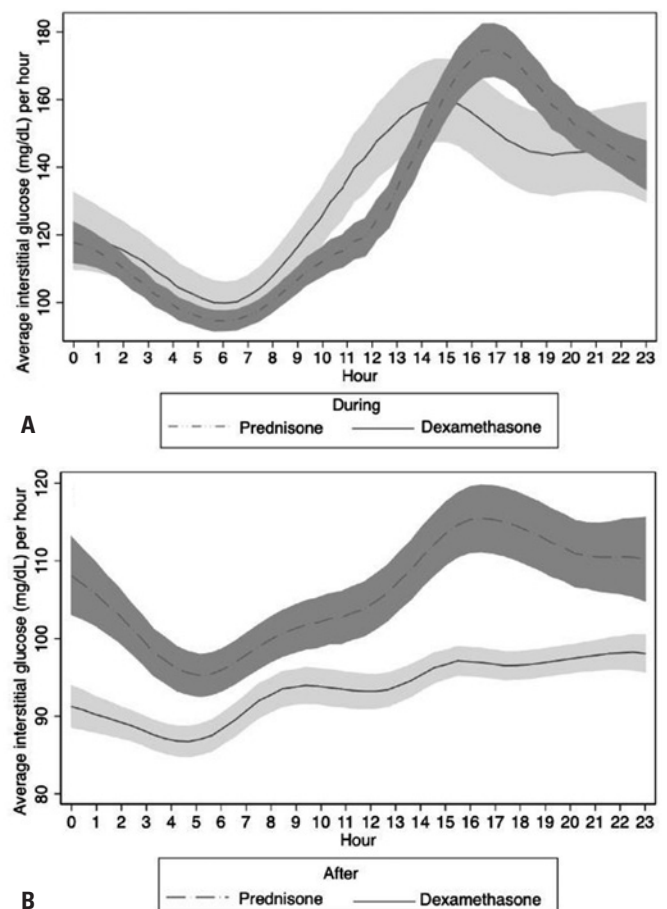 Average interstitial glucose (mg/dL) per hour
180
160
140
120
100
0 1 2 3 4 5 6 7 8 9 10 11 12 13 14 15 16 17 18 19 20 21 22 23
Hour
During
Prednisone Dexamethasone
A
Average interstitial glucose (mg/dL) per hour
120
110
100
90
80
0 1 2 3 4 5 6 7 8 9 10 11 12 13 14 15 16 17 18 19 20 21 22 23
Hour
After
Prednisone Dexamethasone
B